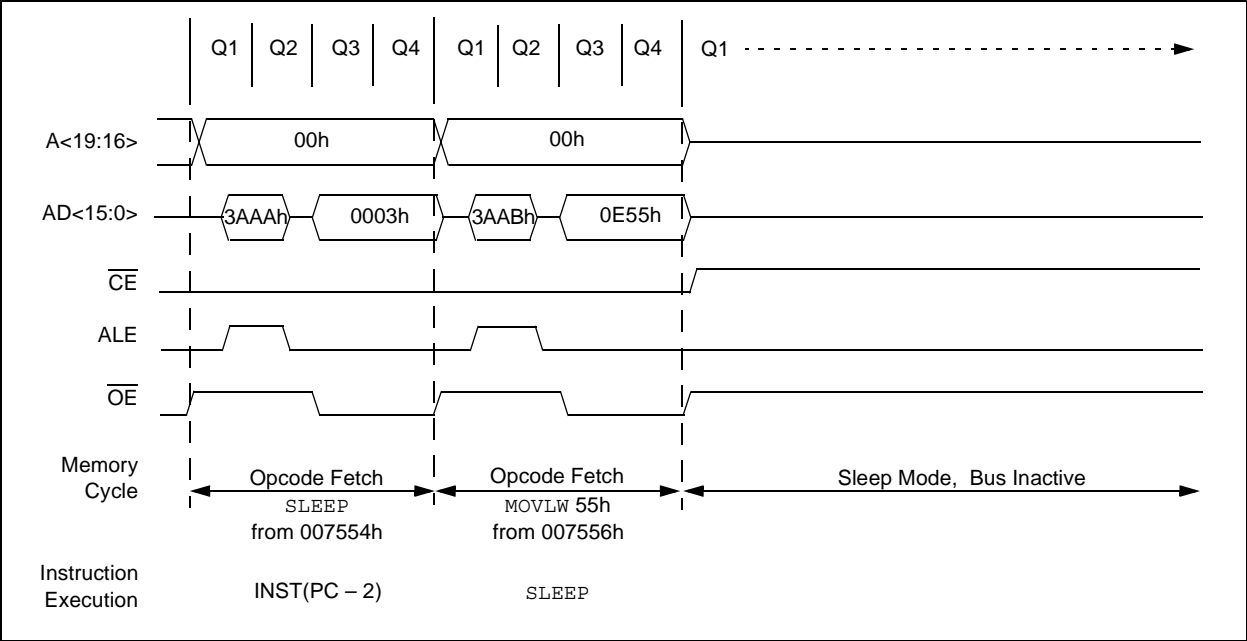 Q1 Q2 Q3 Q4 Q1 Q2 Q3 Q4 Q1
A<19:16> 00h 00h
AD<15:0> 3AAAh 0003h 3AABh 0E55h
CE
ALE
OE
Memory
Cycle
Opcode Fetch
SLEEP
from 007554h
Opcode Fetch
MOVLW 55h
from 007556h
Sleep Mode, Bus Inactive
Instruction
Execution
INST(PC – 2)
SLEEP